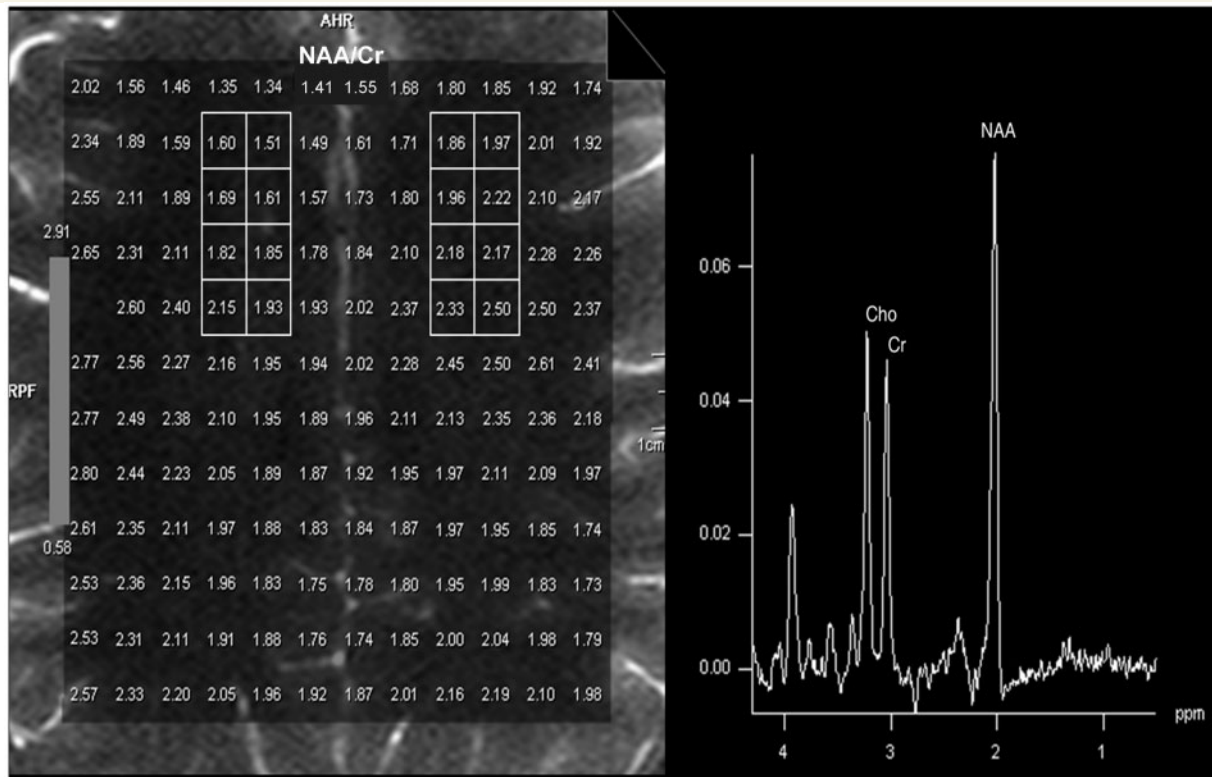 AHR
NAA/Cr
2.02 1.56 1.46 1.35 1.34 1.41 1.55 1.68 1.80 1.85 1.92 1.74
2.34 1.89 1.59 1.60 1.51 1.49 1.61 1.71 1.86 1.97 2.01 1.92
2.55 2.11 1.89 1.69 1.61 1.57 1.73 1.80 1.96 2.22 2.10 2.17
2.91
2.65 2.31 2.11 1.82 1.85 1.78 1.84 2.10 2.18 2.17 2.28 2.26
2.60 2.40 2.15 1.93 1.93 2.02 2.37 2.33 2.50 2.50 2.37
2.77 2.56 2.27 2.16 1.95 1.94 2.02 2.28 2.45 2.50 2.61 2.41
RPF
2.77 2.49 2.38 2.10 1.95 1.89 1.96 2.11 2.13 2.35 2.36 2.18
1cm
2.80 2.44 2.23 2.05 1.89 1.87 1.92 1.95 1.97 2.11 2.09 1.97
2.61 2.35 2.11 1.97 1.88 1.83 1.84 1.87 1.97 1.95 1.85 1.74
0.58
2.53 2.36 2.15 1.96 1.83 1.75 1.78 1.80 1.95 1.99 1.83 1.73
2.53 2.31 2.11 1.91 1.88 1.76 1.74 1.85 2.00 2.04 1.98 1.79
2.57 2.33 2.20 2.05 1.96 1.92 1.87 2.01 2.16 2.19 2.10 1.98
NAA
Cho
Cr
0.06
0.04
0.02
0.00
ppm
4 3 2 1